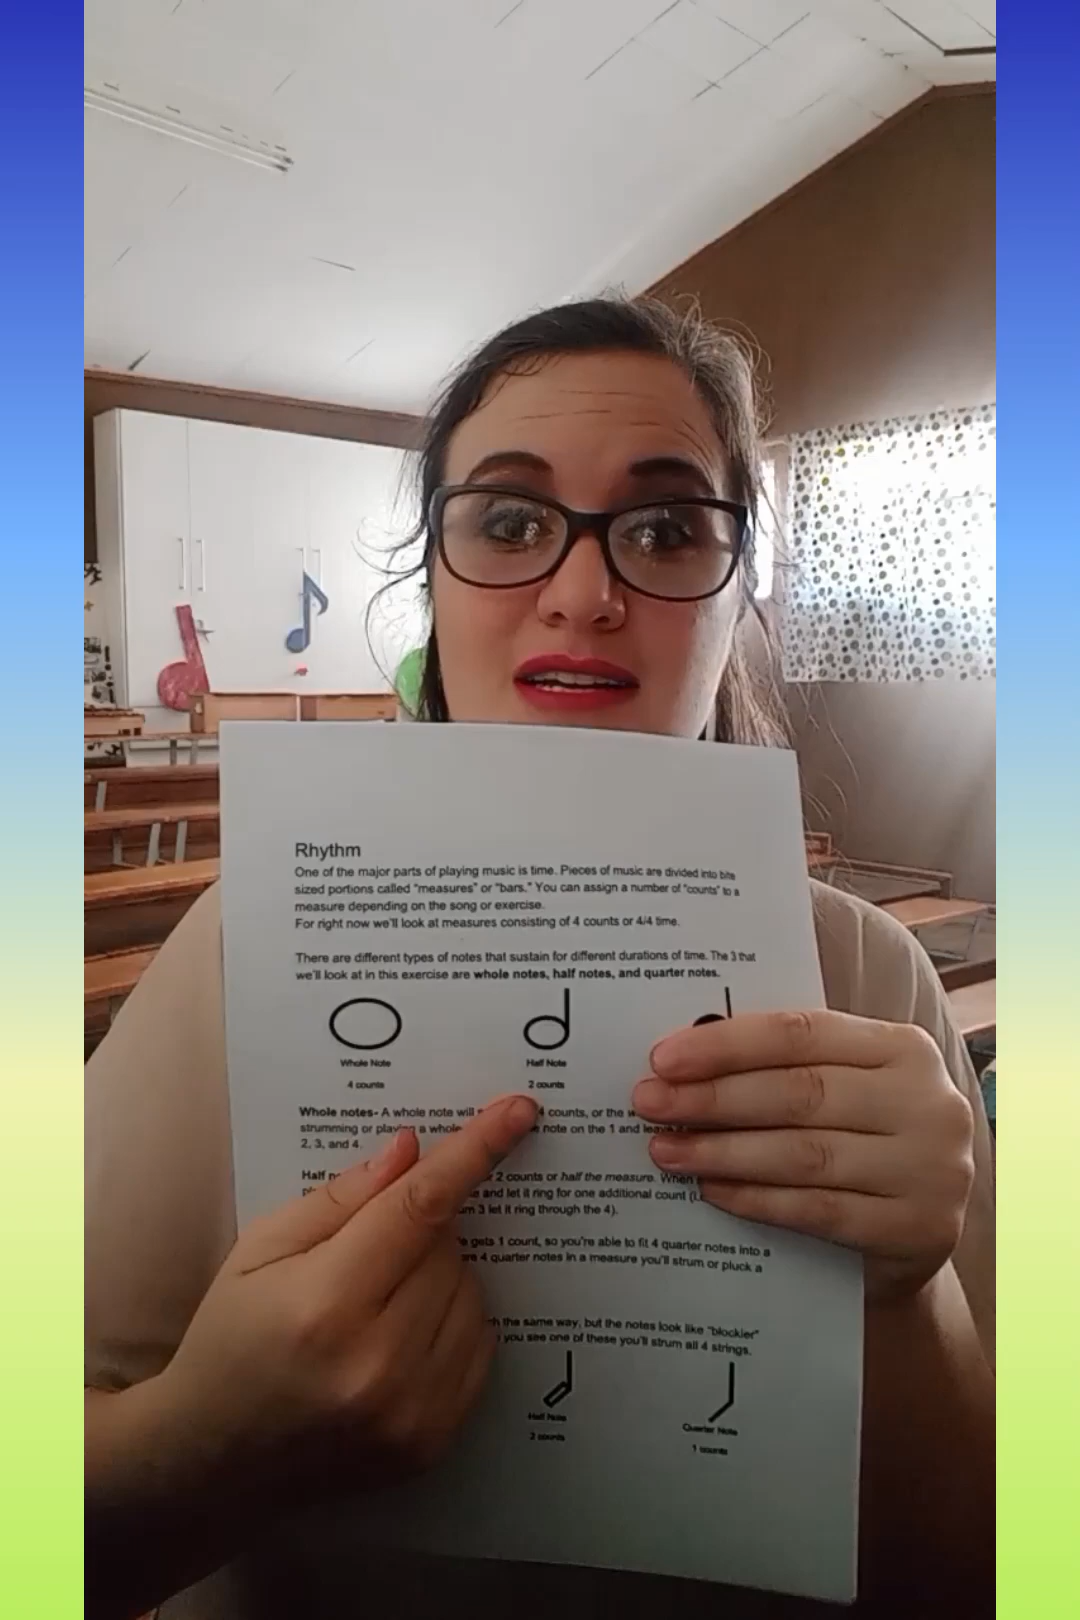 Rhythm
One of the major parts of playing music is time. Pieces of music are divided into bite
sized portions called "measures" or "bars." You can assign a number of "counts" to a
measure depending on the song or exercise.
For right now we'll look at measures consisting of 4 counts or 4/4 time.
There are different types of notes that sustain for different durations of time. The 3 that
we'll look at in this exercise are whole notes, half notes, and quarter notes.
Whole Note Half Note
4 counts 2 counts
Whole notes- A whole note will 4 counts, or the
strumming or playing a whole note on the 1 and leave
2, 3, and 4.
Half 2 counts or half the measure. When
and let it ring for one additional count
3 let it ring through the 4).
gets 1 count, so you're able to fit 4 quarter notes into a
4 quarter notes in a measure you'll strum or pluck a
the same way, but the notes look like "blockier"
you see one of these you'll strum all 4 strings.
Half Note Quarter Note
2 counts 1 counts